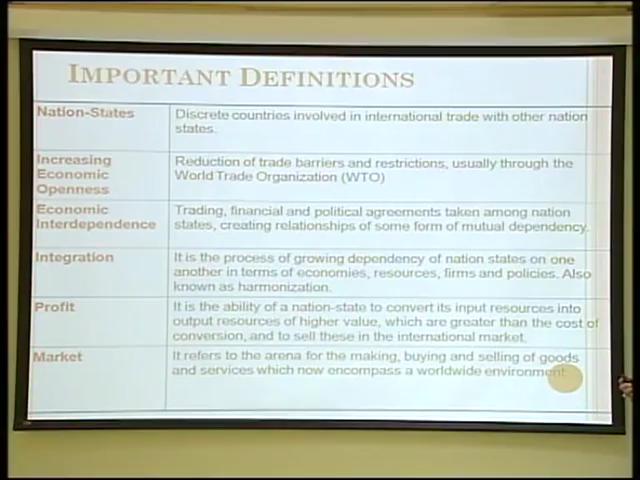 IMPORTANT DEFINITIONS
Nation-States
Discrete countries involved in international trade with other nation
states.
Increasing
Economic
Openness
Reduction of trade barriers and restrictions, usually through the
World Trade Organization (WTO)
Economic
Interdependence
Trading, financial and political agreements taken among nation
states, creating relationships of some form of mutual dependency.
Integration
It is the process of growing dependency of nation states on one
another in terms of economies, resources, firms and policies. Also
known as harmonization.
Profit
It is the ability of a nation-state to convert its input resources into
output resources of higher value, which are greater than the cost of
conversion, and to sell these in the international market.
Market
It refers to the arena for the making, buying and selling of goods
and services which now encompass a worldwide environment